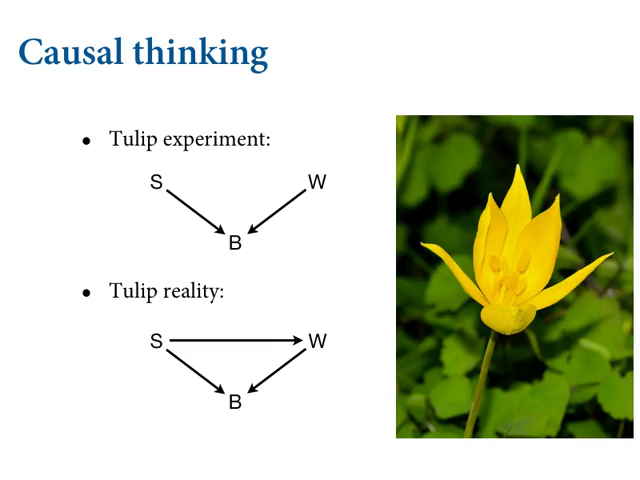 Causal thinking
• Tulip experiment:
S W
B
• Tulip reality:
S W
B